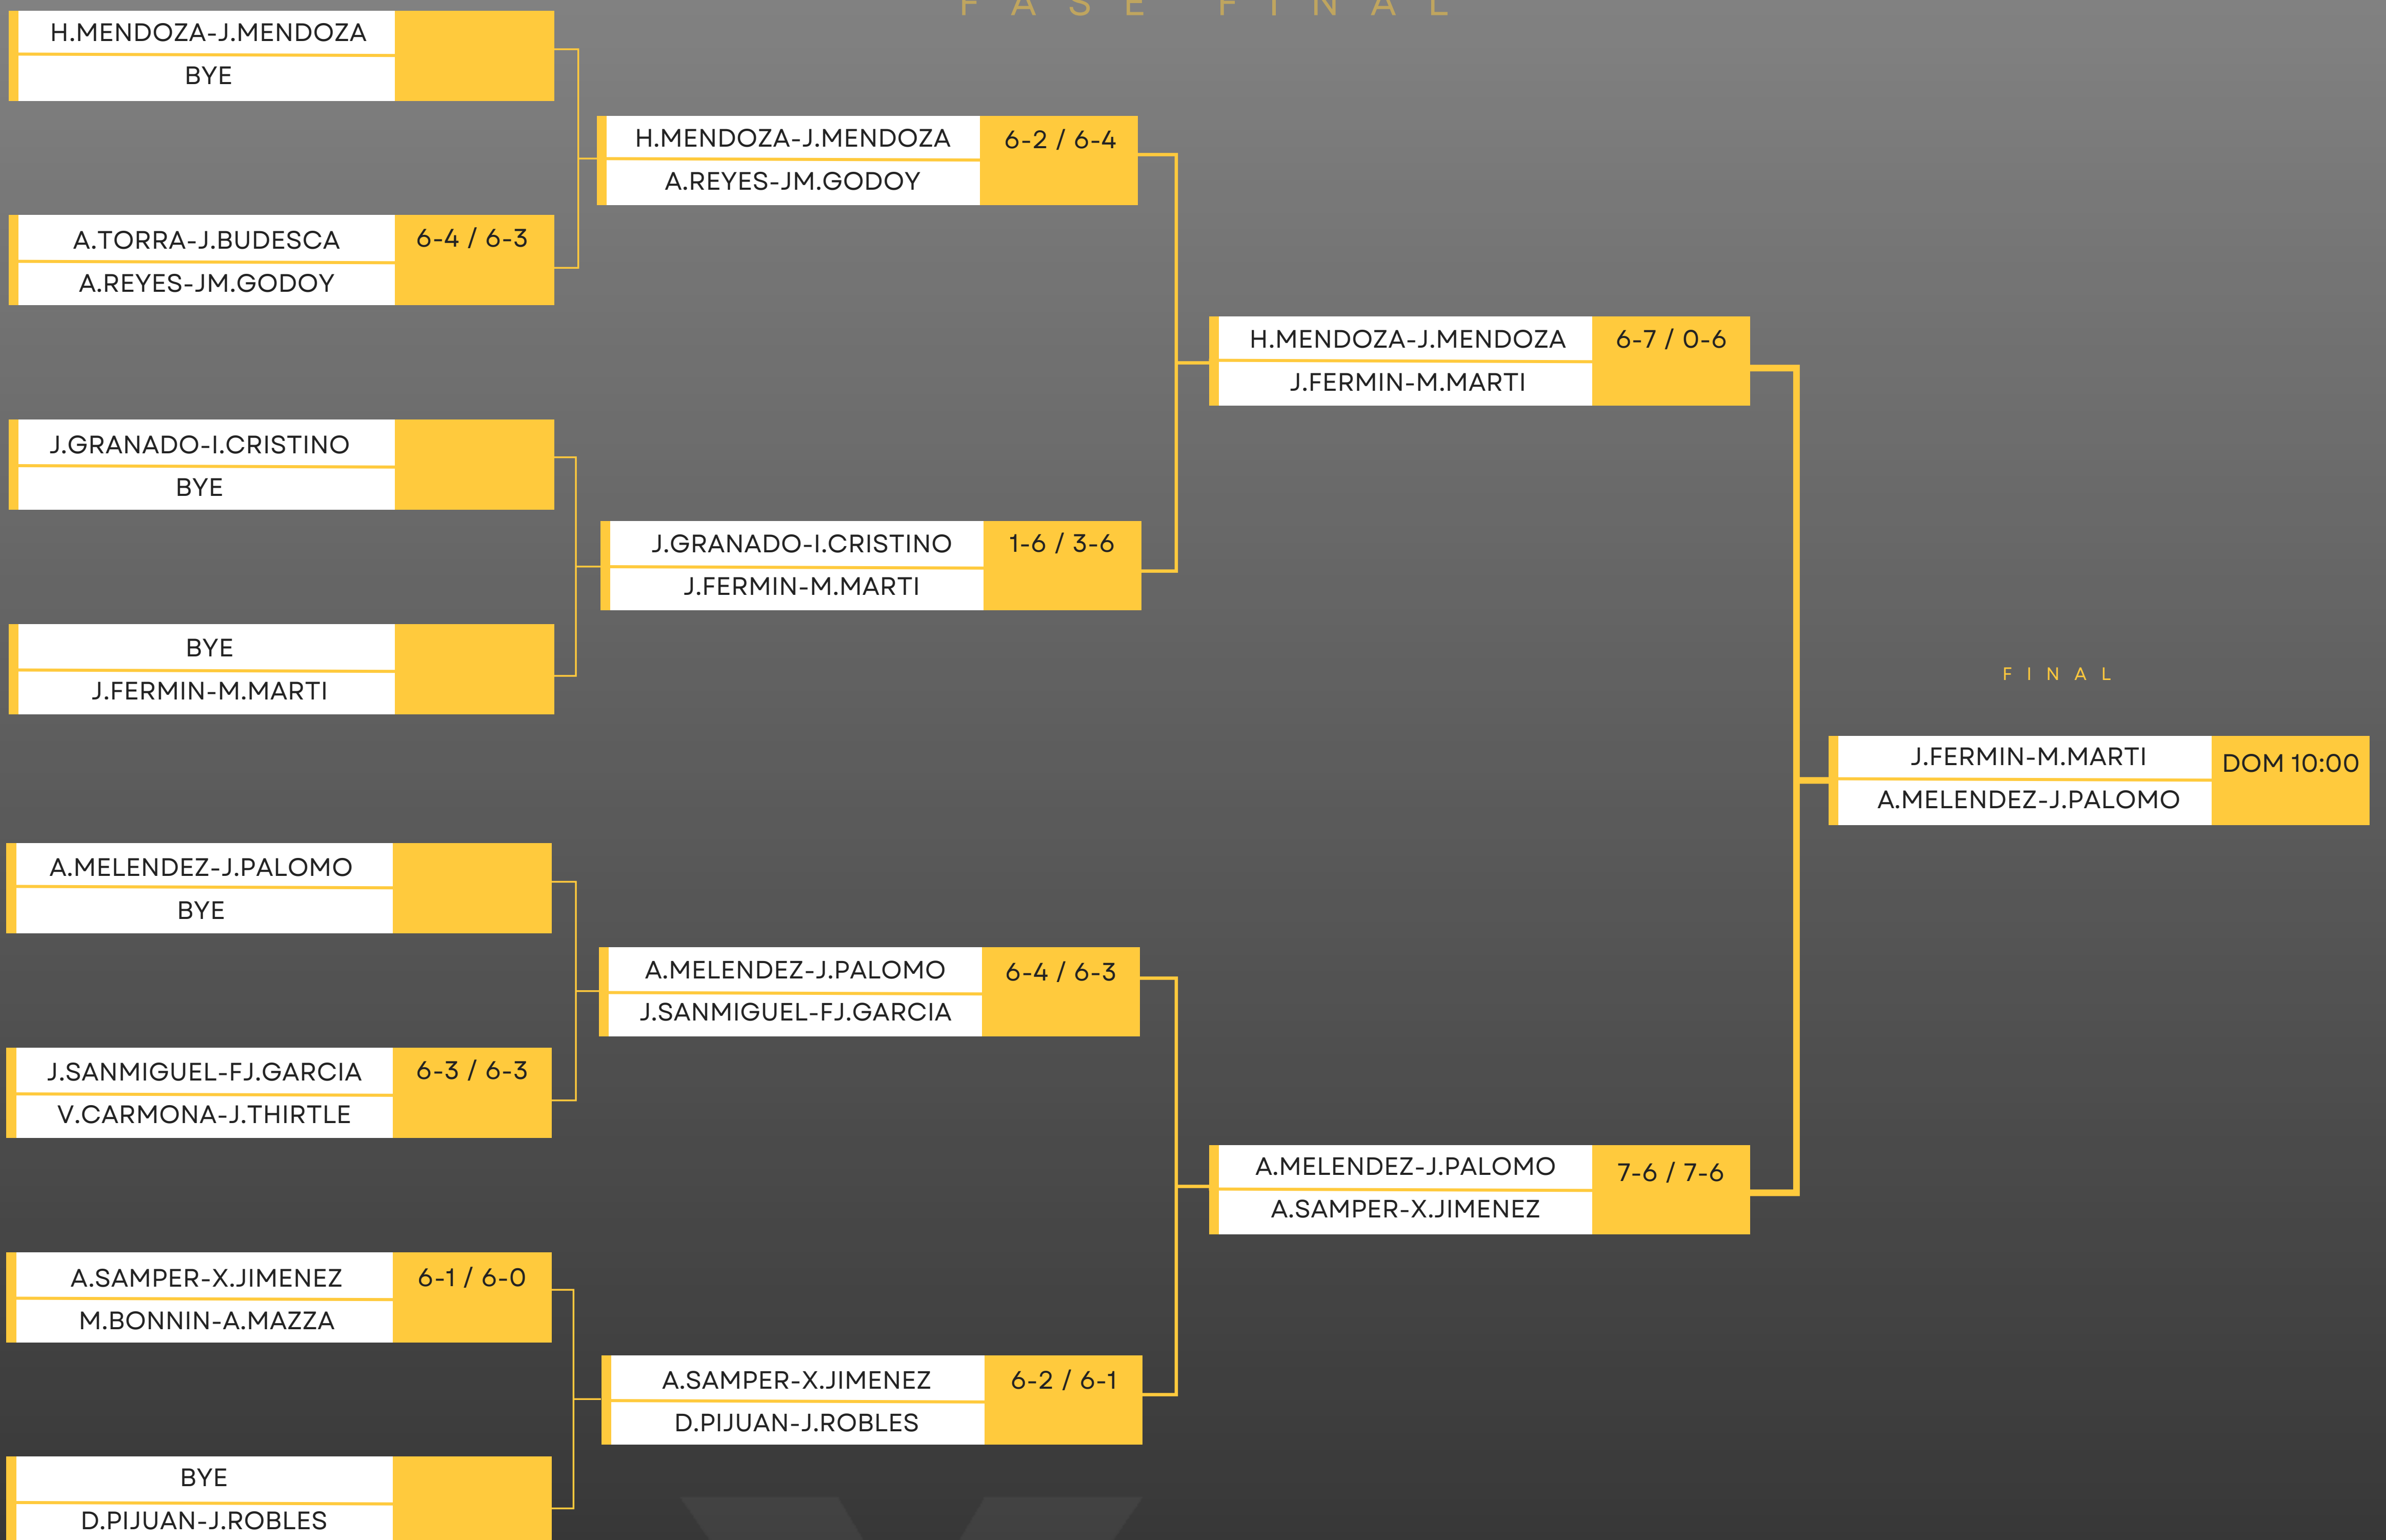 FASE FINAL
H.MENDOZA-J.MENDOZA
BYE
A.TORRA-J.BUDESCA 6-4 / 6-3
A.REYES-JM.GODOY
J.GRANADO-I.CRISTINO
BYE
BYE
J.FERMIN-M.MARTI
A.MELENDEZ-J.PALOMO
BYE
J.SANMIGUEL-FJ.GARCIA 6-3 / 6-3
V.CARMONA-J.THIRTLE
A.SAMPER-X.JIMENEZ 6-1 / 6-0
M.BONNIN-A.MAZZA
BYE
D.PIJUAN-J.ROBLES
H.MENDOZA-J.MENDOZA 6-2 / 6-4
A.REYES-JM.GODOY
J.GRANADO-I.CRISTINO 1-6 / 3-6
J.FERMIN-M.MARTI
A.MELENDEZ-J.PALOMO 6-4 / 6-3
J.SANMIGUEL-FJ.GARCIA
A.SAMPER-X.JIMENEZ 6-2 / 6-1
D.PIJUAN-J.ROBLES
H.MENDOZA-J.MENDOZA 6-7 / 0-6
J.FERMIN-M.MARTI
A.MELENDEZ-J.PALOMO 7-6 / 7-6
A.SAMPER-X.JIMENEZ
FINAL
J.FERMIN-M.MARTI DOM 10:00
A.MELENDEZ-J.PALOMO